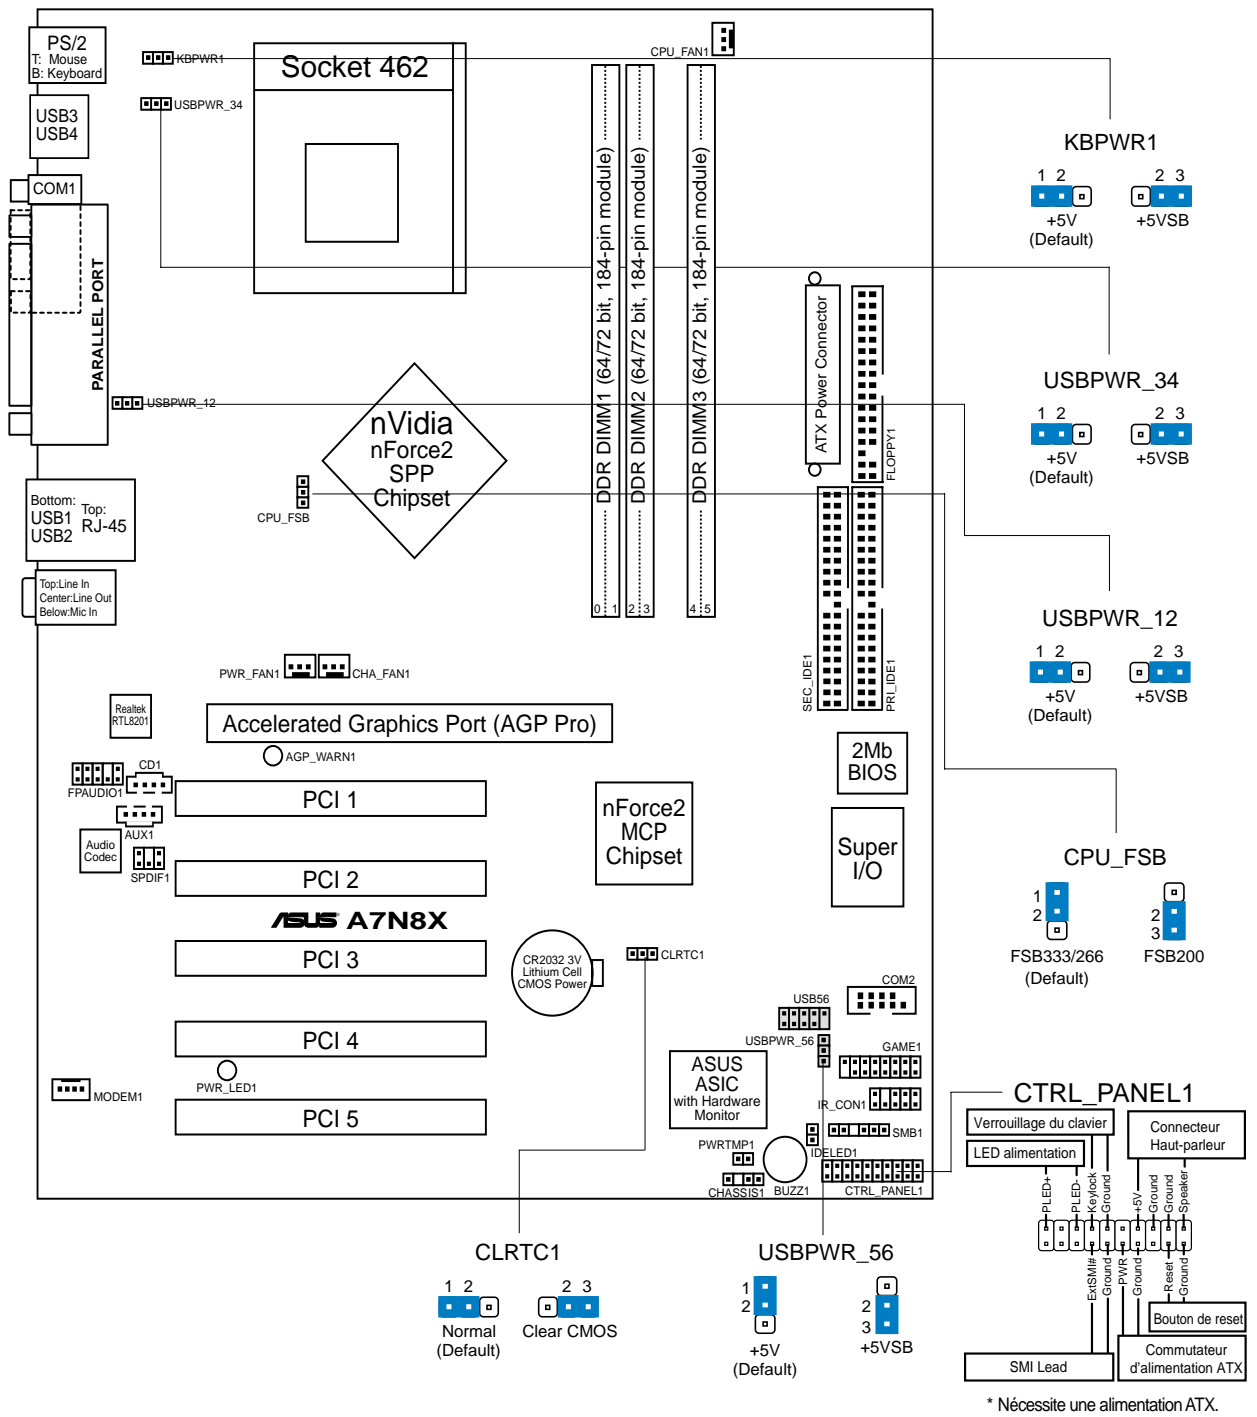 PS/2
T: Mouse
B: Keyboard
KBPWR1
Socket 462
CPU_FAN1
USBPWR_34
USB3
USB4
COM1
PARALLEL PORT
USBPWR_12
nVidia
nForce2
SPP
Chipset
CPU_FSB
DDR DIMM1 (64/72 bit, 184-pin module)
DDR DIMM2 (64/72 bit, 184-pin module)
DDR DIMM3 (64/72 bit, 184-pin module)
0 1
2 3
4 5
ATX Power Connector
FLOPPY1
SEC_IDE1
PRI_IDE1
Bottom:
USB1
USB2
Top:
RJ-45
Top:Line In
Center:Line Out
Below:Mic In
PWR_FAN1
CHA_FAN1
Realtek
RTL8201
Accelerated Graphics Port (AGP Pro)
AGP_WARN1
CD1
FPAUDIO1
AUX1
Audio
Codec
SPDIF1
PCI 1
PCI 2
ASUS A7N8X
PCI 3
PCI 4
PWR_LED1
PCI 5
MODEM1
nForce2
MCP
Chipset
2Mb
BIOS
Super
I/O
CR2032 3V
Lithium Cell
CMOS Power
CLRTC1
COM2
USB56
USBPWR_56
GAME1
ASUS
ASIC
with Hardware
Monitor
IR_CON1
SMB1
PWRTMP1
IDELED1
CHASSIS1
BUZZ1
CTRL_PANEL1
KBPWR1
1 2
2 3
+5V
(Default)
+5VSB
USBPWR_34
1 2
2 3
+5V
(Default)
+5VSB
USBPWR_12
1 2
2 3
+5V
(Default)
+5VSB
CPU_FSB
1
2
2
3
FSB333/266
(Default)
FSB200
CTRL_PANEL1
Verrouillage du clavier
LED alimentation
Connecteur
Haut-parleur
PLED+
PLED-
Keylock
Ground
+5V
Ground
Ground
Speaker
ExtSMI#
Ground
PWR
Ground
Reset
Ground
Bouton de reset
SMI Lead
Commutateur
d'alimentation ATX
* Nécessite une alimentation ATX.
CLRTC1
1 2
2 3
Normal
(Default)
Clear CMOS
USBPWR_56
1
2
2
3
+5V
(Default)
+5VSB